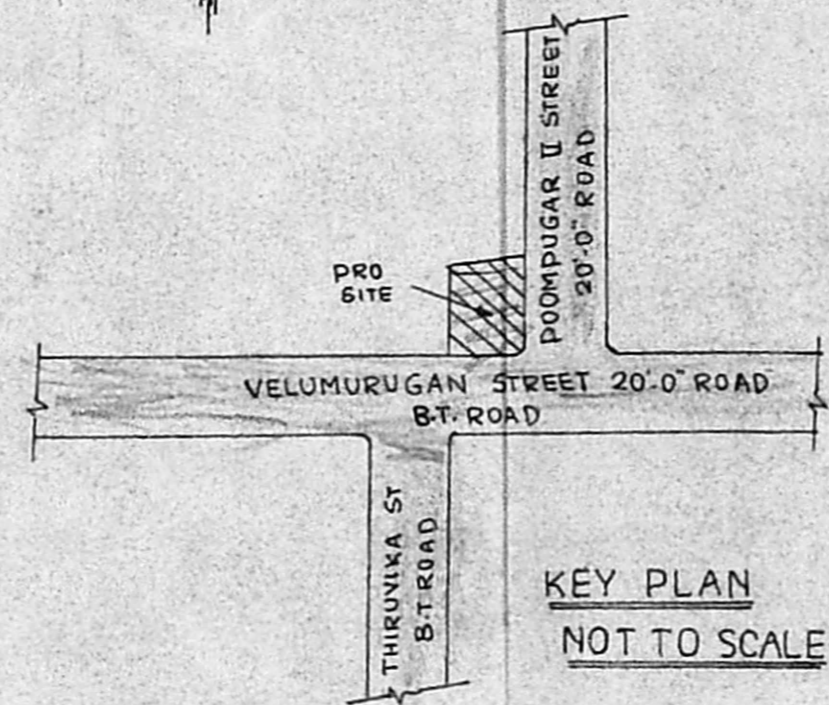 POOMPUGAR II STREET
20'-0" ROAD
PRO
SITE
VELUMURUGAN STREET 20'-0" ROAD
B.T. ROAD
THIRUVIKA ST
B.T ROAD
KEY PLAN
NOT TO SCALE